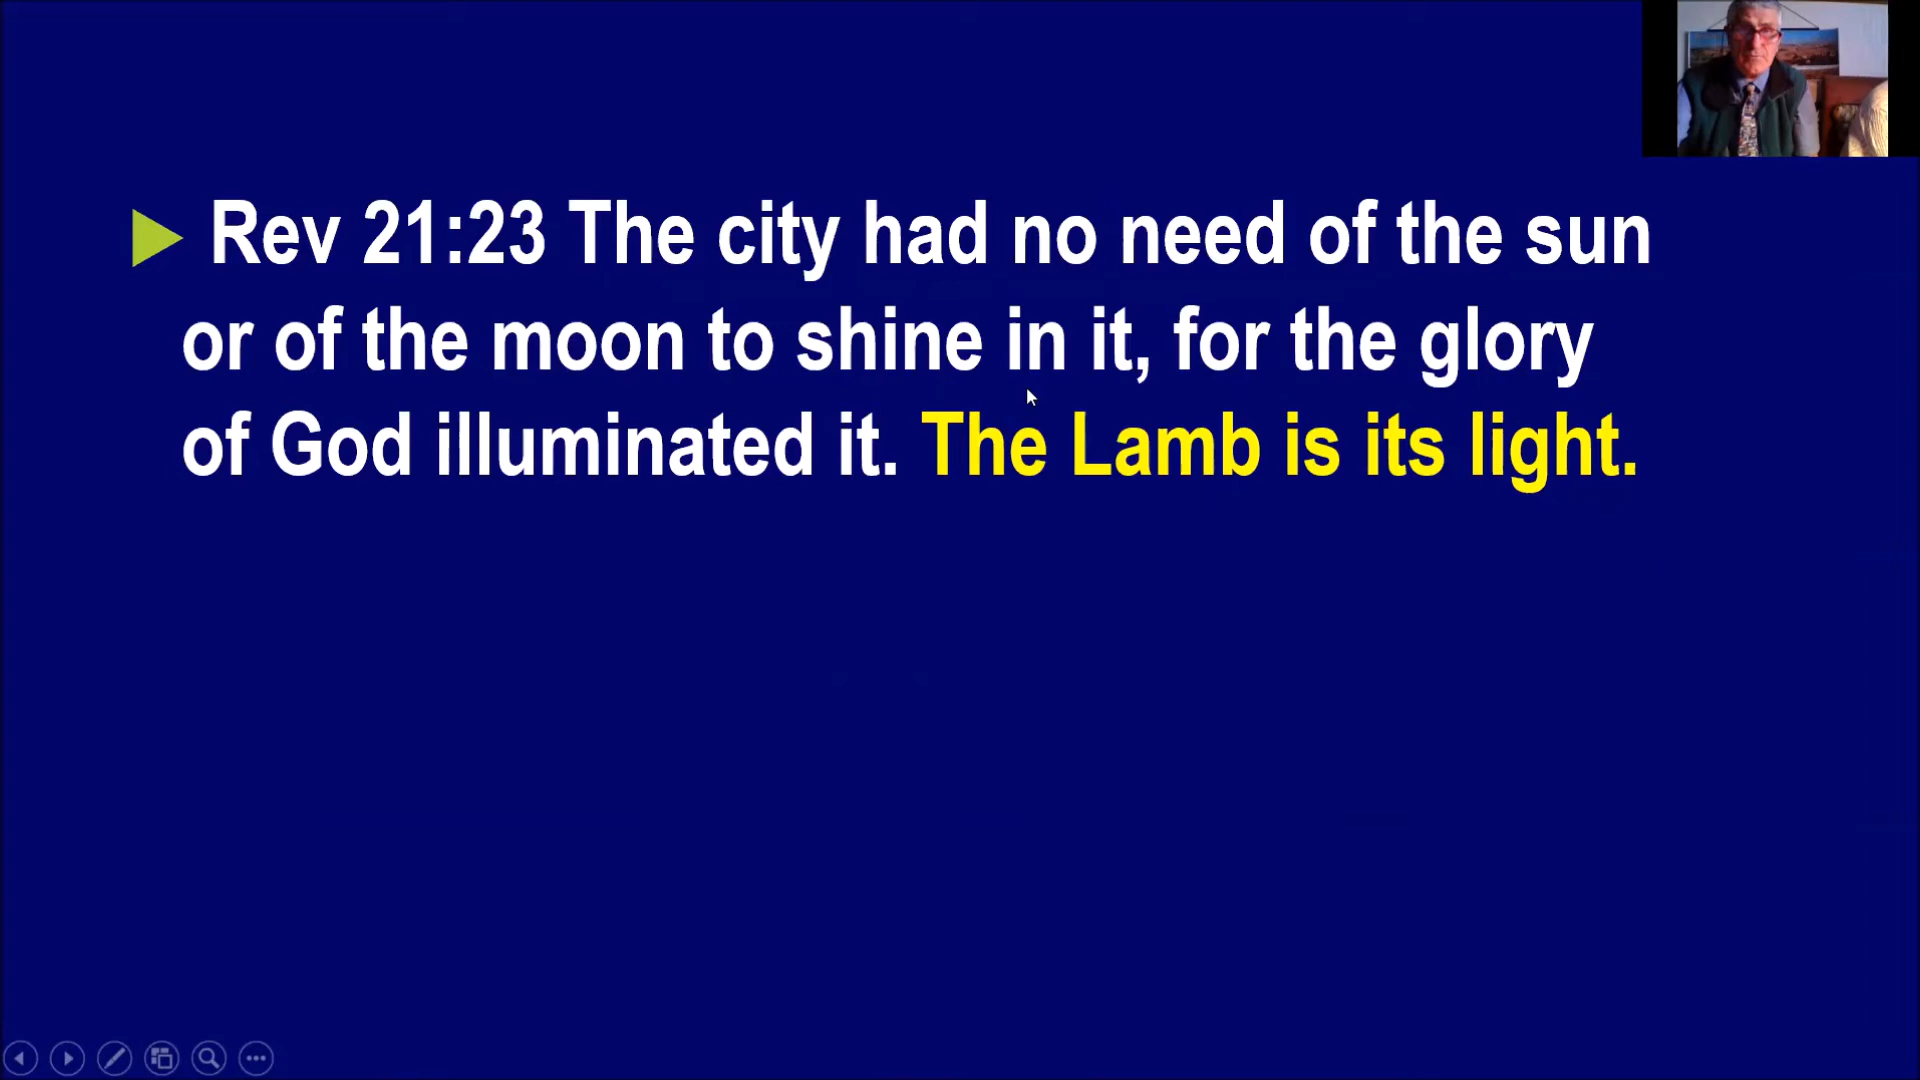 Rev 21:23 The city had no need of the sun
or of the moon to shine in it, for the glory
of God illuminated it. The Lamb is its light.